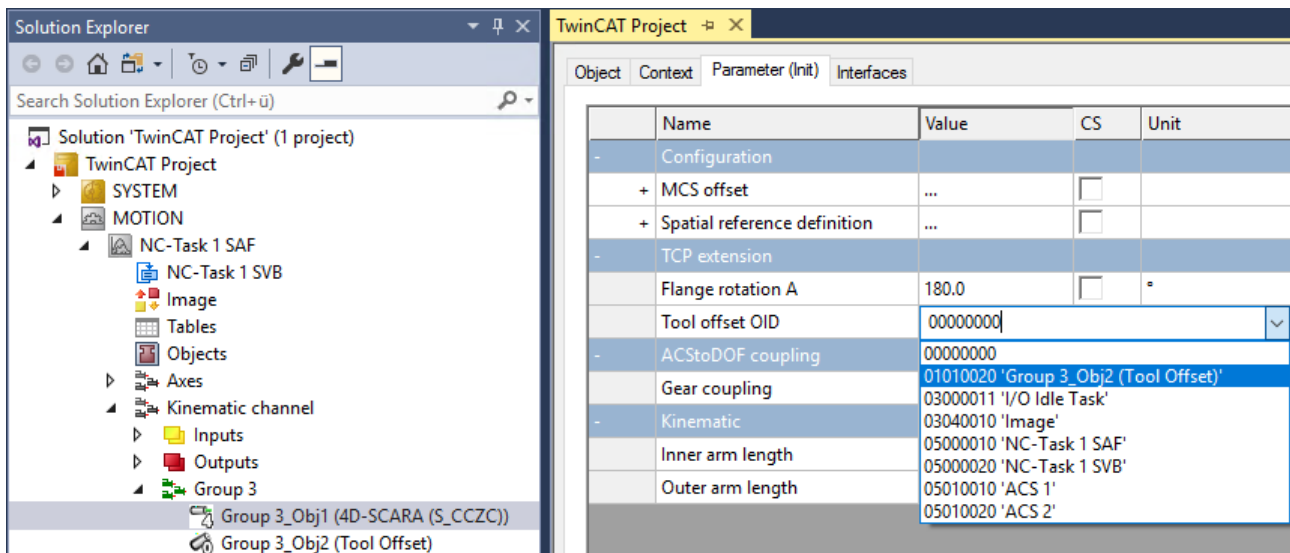 Solution Explorer
Search Solution Explorer (Ctrl+ü)
Solution 'TwinCAT Project' (1 project)
TwinCAT Project
SYSTEM
MOTION
NC-Task 1 SAF
NC-Task 1 SVB
Image
Tables
Objects
Axes
Kinematic channel
Inputs
Outputs
Group 3
Group 3_Obj1 (4D-SCARA (S_CCZC))
Group 3_Obj2 (Tool Offset)
TwinCAT Project
Object Context Parameter (Init) Interfaces
Name Value CS Unit
- Configuration
+ MCS offset ...
+ Spatial reference definition ...
- TCP extension
Flange rotation A 180.0 °
Tool offset OID 00000000
- ACStoDOF coupling
Gear coupling
- Kinematic
Inner arm length
Outer arm length
00000000
01010020 'Group 3_Obj2 (Tool Offset)'
03000011 'I/O Idle Task'
03040010 'Image'
05000010 'NC-Task 1 SAF'
05000020 'NC-Task 1 SVB'
05010010 'ACS 1'
05010020 'ACS 2'